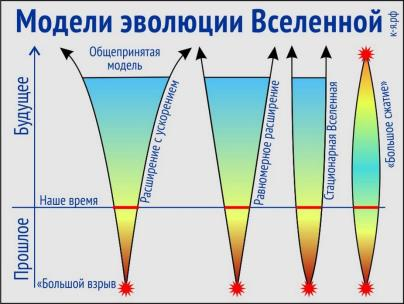 Модели эволюции Вселенной
к-я.рф
Общепринятая
модель
Будущее
Расширение с ускорением
Равномерное расширение
Стационарная Вселенная
«Большое сжатие»
Наше время
Прошлое
«Большой взрыв